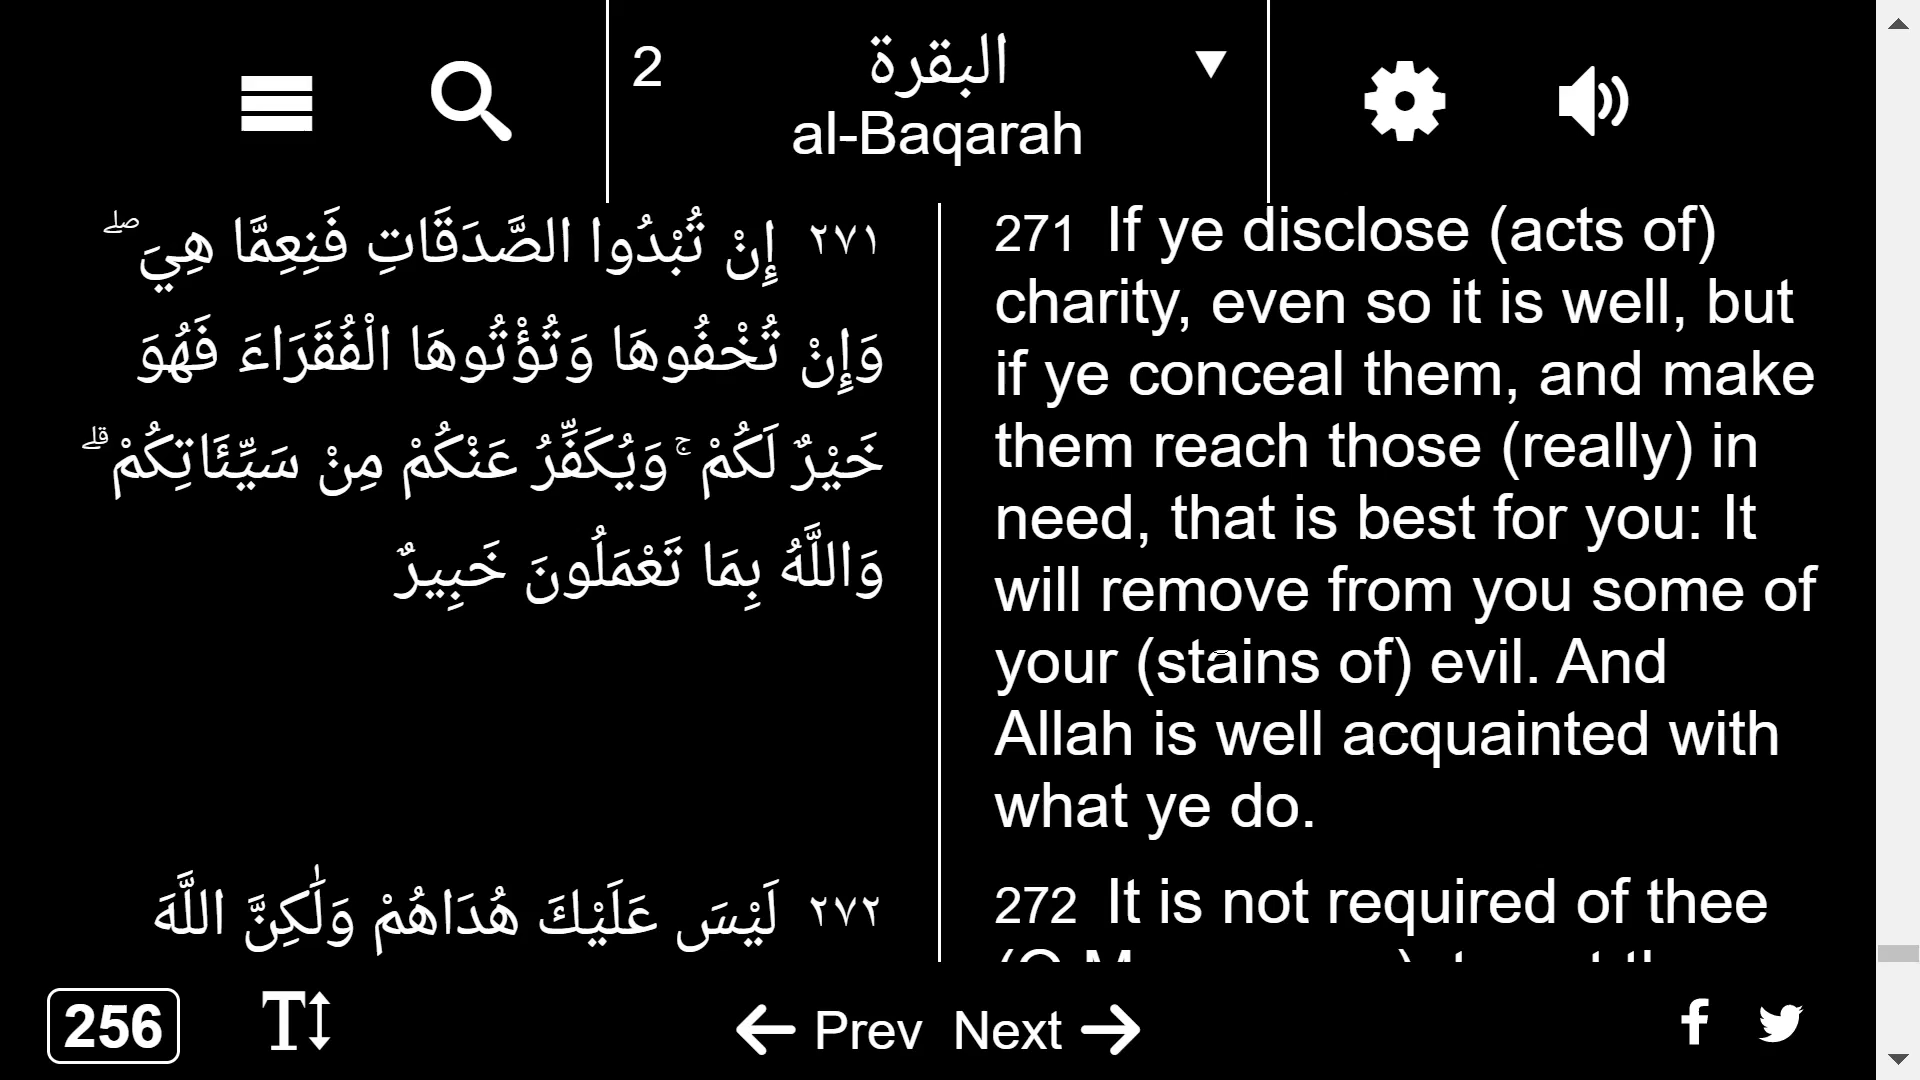 2
البقرة
al-Baqarah
٢٧١ إِنْ تُبْدُوا الصَّدَقَاتِ فَنِعِمَّا هِيَ ۖ
وَإِنْ تُخْفُوهَا وَتُؤْتُوهَا الْفُقَرَاءَ فَهُوَ
خَيْرٌ لَكُمْ ۚ وَيُكَفِّرُ عَنْكُمْ مِنْ سَيِّئَاتِكُمْ ۗ
وَاللَّهُ بِمَا تَعْمَلُونَ خَبِيرٌ
٢٧٢ لَيْسَ عَلَيْكَ هُدَاهُمْ وَلَٰكِنَّ اللَّهَ
271 If ye disclose (acts of)
charity, even so it is well, but
if ye conceal them, and make
them reach those (really) in
need, that is best for you: It
will remove from you some of
your (stains of) evil. And
Allah is well acquainted with
what ye do.
272 It is not required of thee
256
T
Prev Next